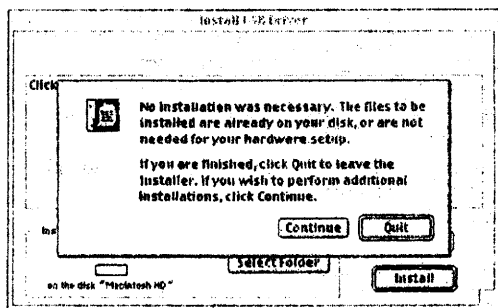 Install USB Driver
Click
No installation was necessary. The files to be
installed are already on your disk, or are not
needed for your hardware setup.
If you are finished, click Quit to leave the
Installer. If you wish to perform additional
installations, click Continue.
Continue
Quit
Ins
Select Folder
on the disk "Macintosh HD"
Install